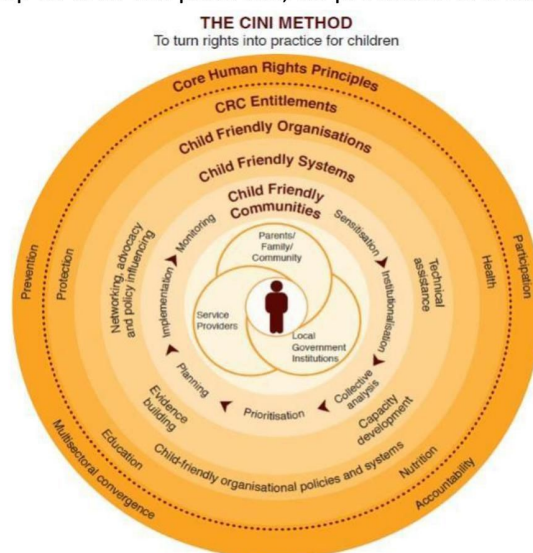 THE CINI METHOD
To turn rights into practice for children
Core Human Rights Principles
CRC Entitlements
Child Friendly Organisations
Child Friendly Systems
Child Friendly
Communities
Parents/
Family/
Community
Service
Providers
Local
Government
Institutions
Sensitisation
Institutionalisation
Collective
analysis
Prioritisation
Planning
Implementation
Monitoring
Networking, advocacy
and policy influencing
Technical
assistance
Capacity
development
Evidence
building
Child-friendly organisational policies and systems
Protection
Health
Nutrition
Education
Prevention
Participation
Accountability
Multisectoral convergence